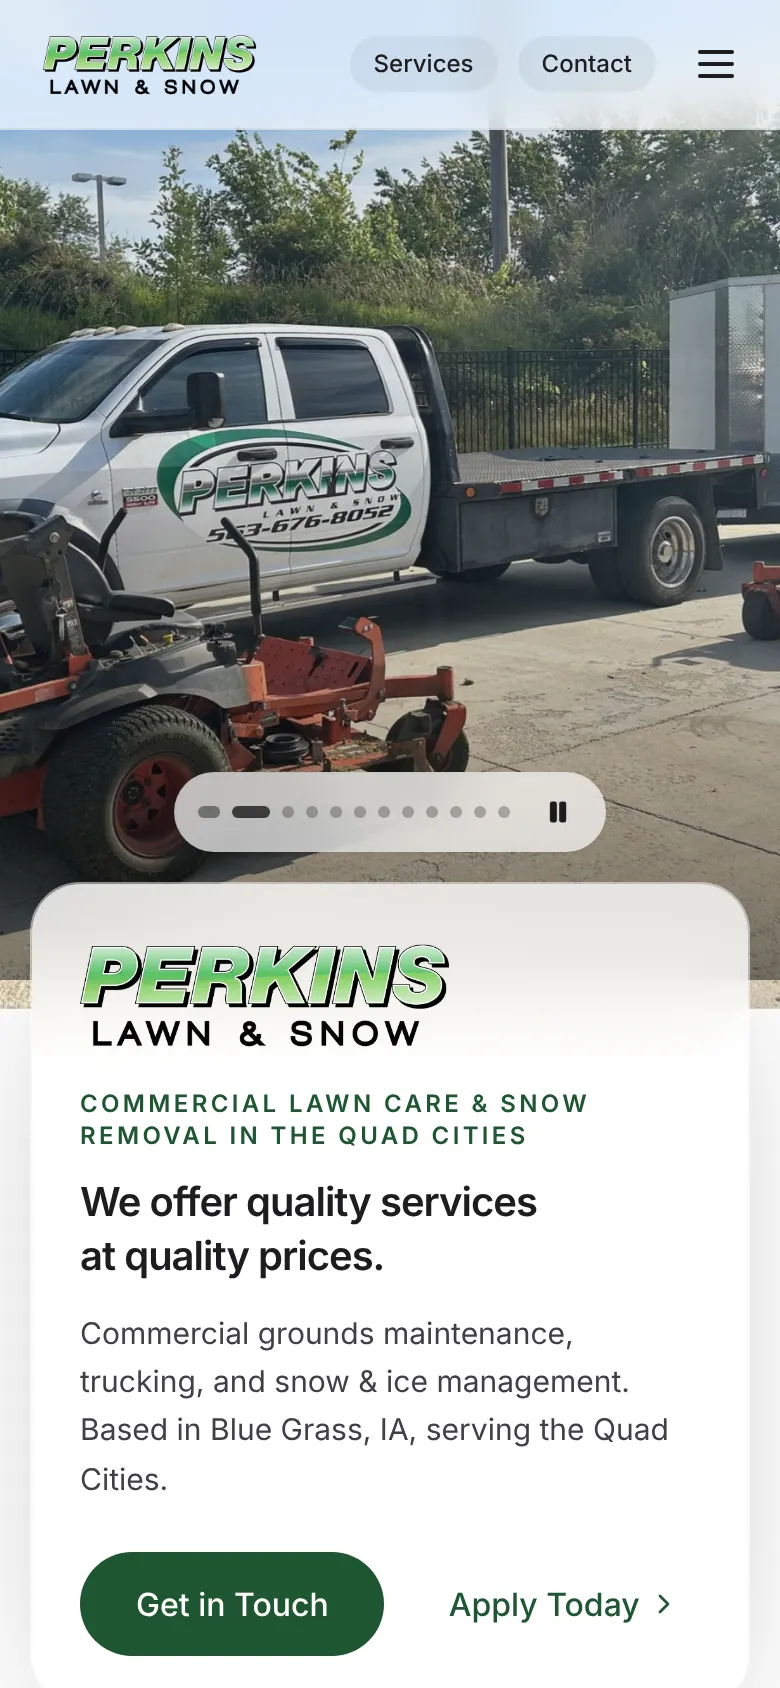 PERKINS
LAWN & SNOW
Services
Contact
PERKINS
LAWN & SNOW
563-676-8052
5500
PERKINS
LAWN & SNOW
COMMERCIAL LAWN CARE & SNOW
REMOVAL IN THE QUAD CITIES
We offer quality services
at quality prices.
Commercial grounds maintenance,
trucking, and snow & ice management.
Based in Blue Grass, IA, serving the Quad
Cities.
Get in Touch
Apply Today